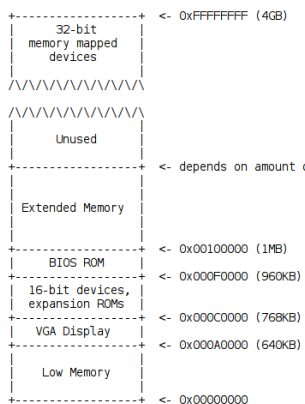 +------------------+ <- 0xFFFFFFFF (4GB)
32-bit
memory mapped
devices
/\/\/\/\/\/\/\/\/\/\
/\/\/\/\/\/\/\/\/\/\
Unused
+------------------+ <- depends on amount
Extended Memory
+------------------+ <- 0x00100000 (1MB)
BIOS ROM
+------------------+ <- 0x000F0000 (960KB)
16-bit devices,
expansion ROMs
+------------------+ <- 0x000C0000 (768KB)
VGA Display
+------------------+ <- 0x000A0000 (640KB)
Low Memory
+------------------+ <- 0x00000000